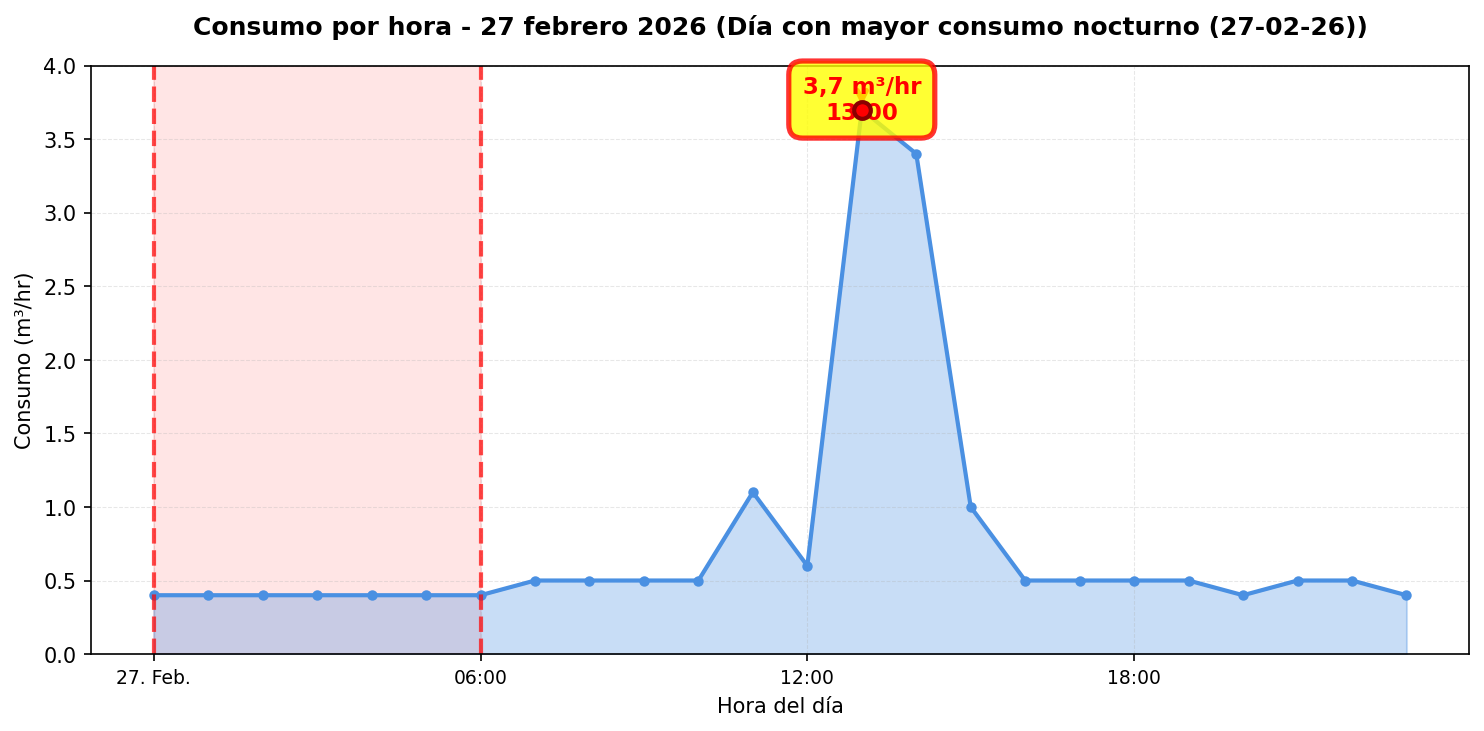 Consumo por hora - 27 febrero 2026 (Día con mayor consumo nocturno (27-02-26))
3,7 m³/hr
13:00
4.0
3.5
3.0
2.5
2.0
1.5
1.0
0.5
0.0
Consumo (m³/hr)
27. Feb.
06:00
12:00
18:00
Hora del día